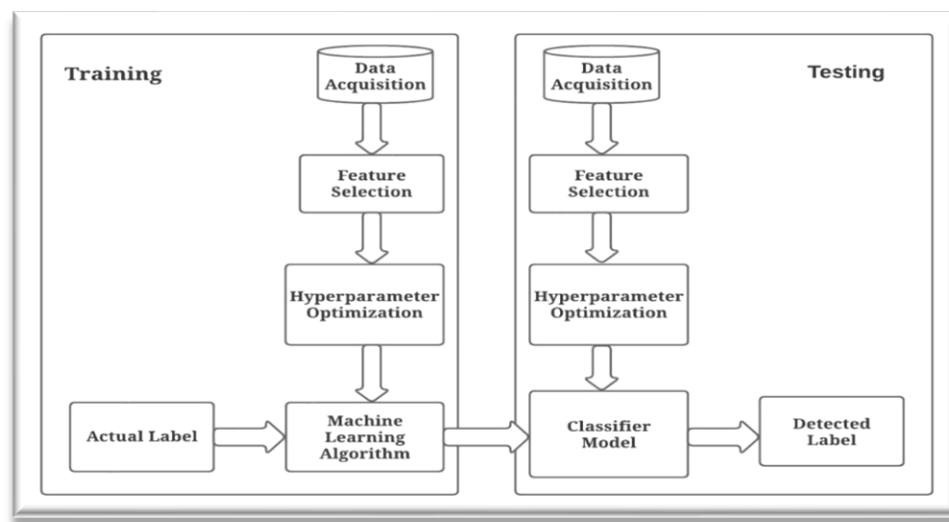 Training
Data
Acquisition
Feature
Selection
Hyperparameter
Optimization
Actual Label
Machine
Learning
Algorithm
Testing
Data
Acquisition
Feature
Selection
Hyperparameter
Optimization
Classifier
Model
Detected
Label